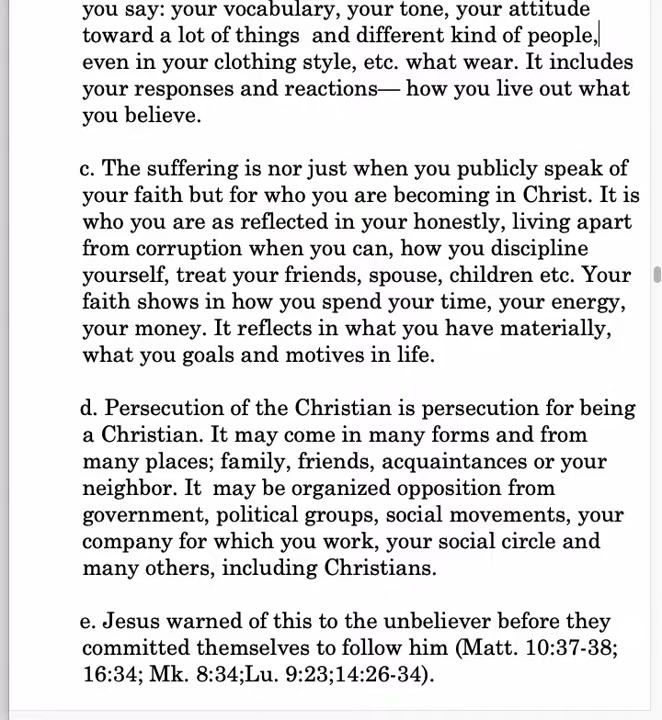 you say: your vocabulary, your tone, your attitude
toward a lot of things  and different kind of people,
even in your clothing style, etc. what wear. It includes
your responses and reactions— how you live out what
you believe.
c. The suffering is nor just when you publicly speak of
your faith but for who you are becoming in Christ. It is
who you are as reflected in your honestly, living apart
from corruption when you can, how you discipline
yourself, treat your friends, spouse, children etc. Your
faith shows in how you spend your time, your energy,
your money. It reflects in what you have materially,
what you goals and motives in life.
d. Persecution of the Christian is persecution for being
a Christian. It may come in many forms and from
many places; family, friends, acquaintances or your
neighbor. It  may be organized opposition from
government, political groups, social movements, your
company for which you work, your social circle and
many others, including Christians.
e. Jesus warned of this to the unbeliever before they
committed themselves to follow him (Matt. 10:37-38;
16:34; Mk. 8:34;Lu. 9:23;14:26-34).